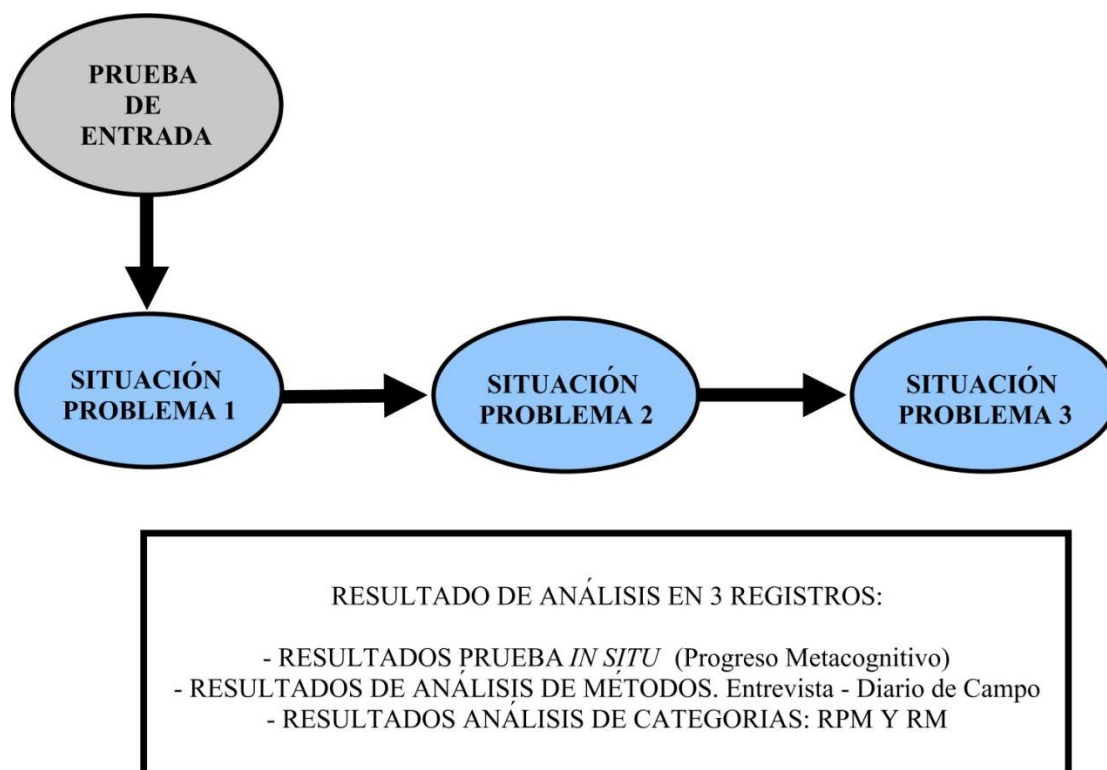 PRUEBA
DE
ENTRADA
SITUACIÓN
PROBLEMA 1
SITUACIÓN
PROBLEMA 2
SITUACIÓN
PROBLEMA 3
RESULTADO DE ANÁLISIS EN 3 REGISTROS:
- RESULTADOS PRUEBA IN SITU (Progreso Metacognitivo)
- RESULTADOS DE ANÁLISIS DE MÉTODOS. Entrevista - Diario de Campo
- RESULTADOS ANÁLISIS DE CATEGORIAS: RPM Y RM